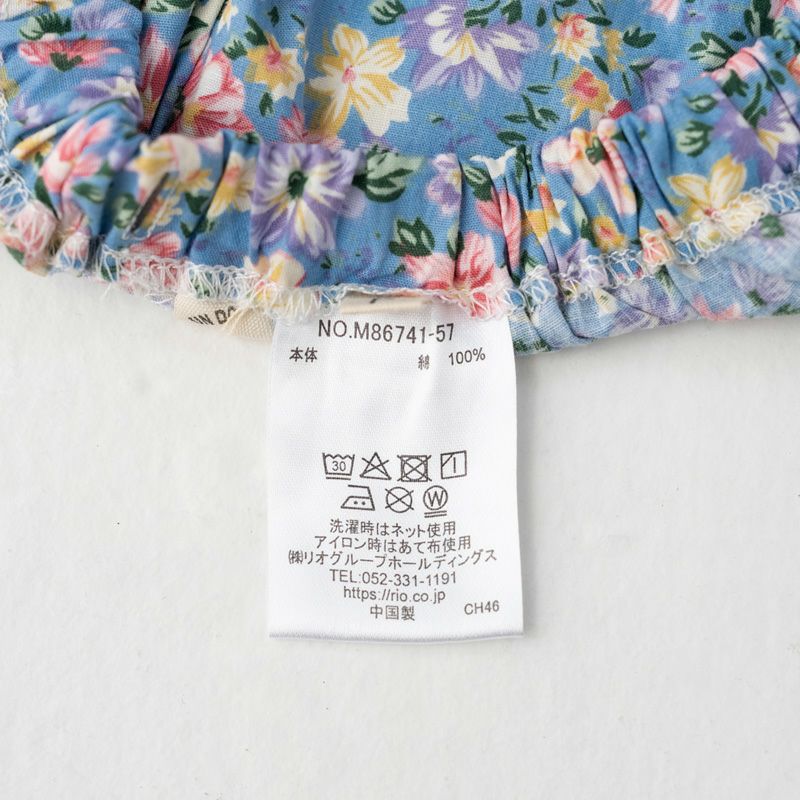 NO.M86741-57
本体 綿 100%
30
W
洗濯時はネット使用
アイロン時はあて布使用
㈱リオグループホールディングス
TEL:052-331-1191
https://rio.co.jp
中国製 CH46